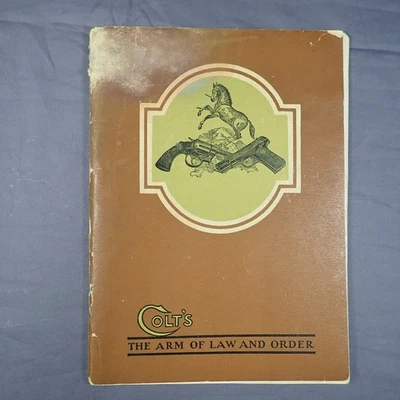 COLT'S
THE ARM OF LAW AND ORDER